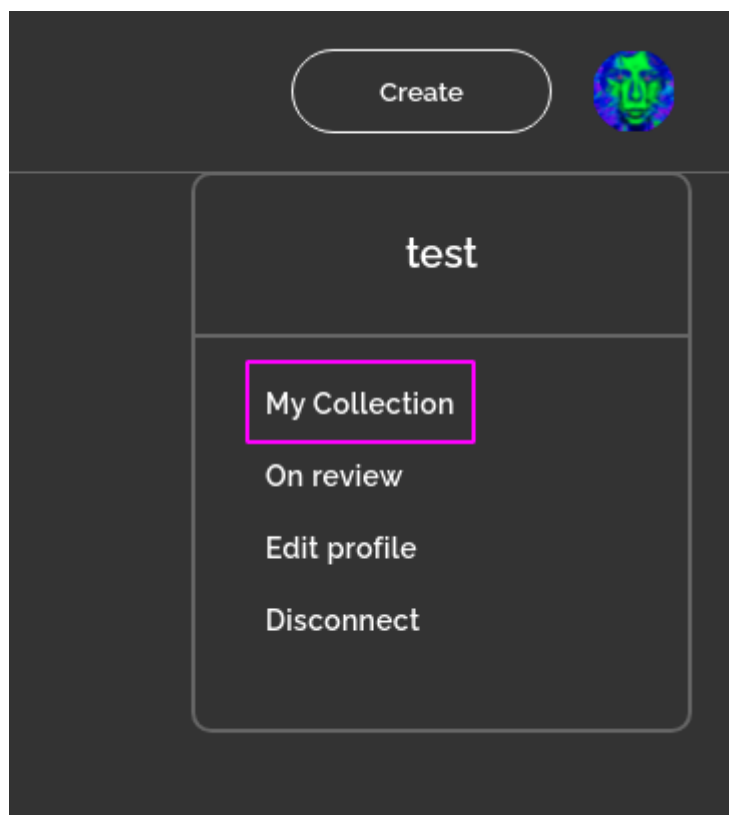 Create
test
My Collection
On review
Edit profile
Disconnect